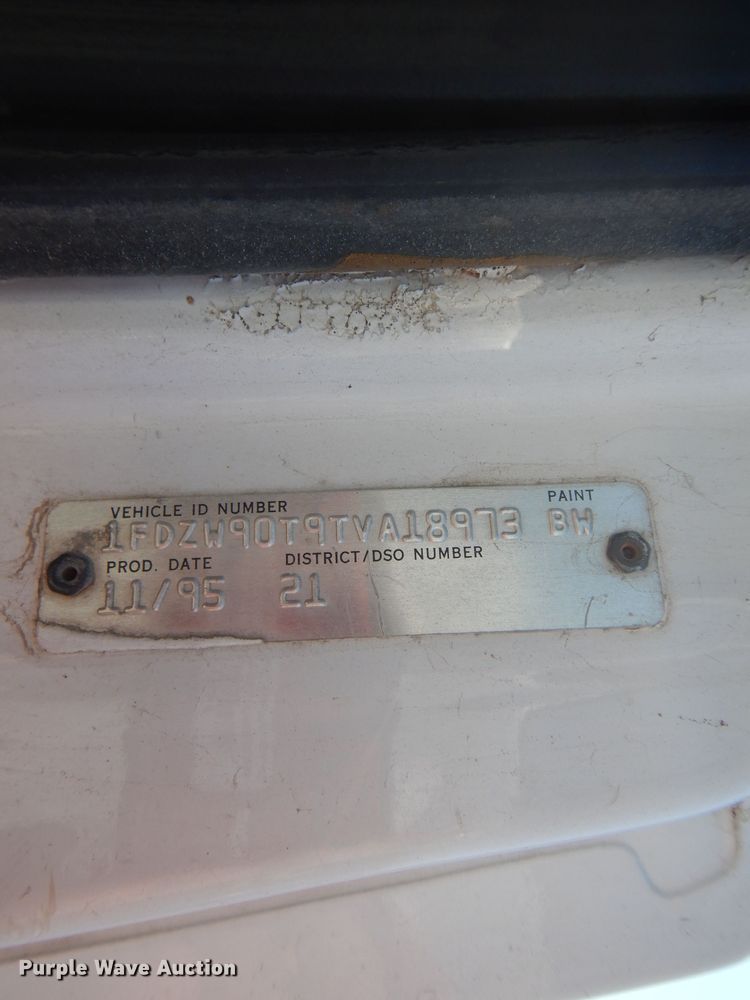 VEHICLE ID NUMBER PAINT
1FDZW90T9TVA18973 BW
PROD. DATE DISTRICT/DSO NUMBER
11/95 21
Purple Wave Auction